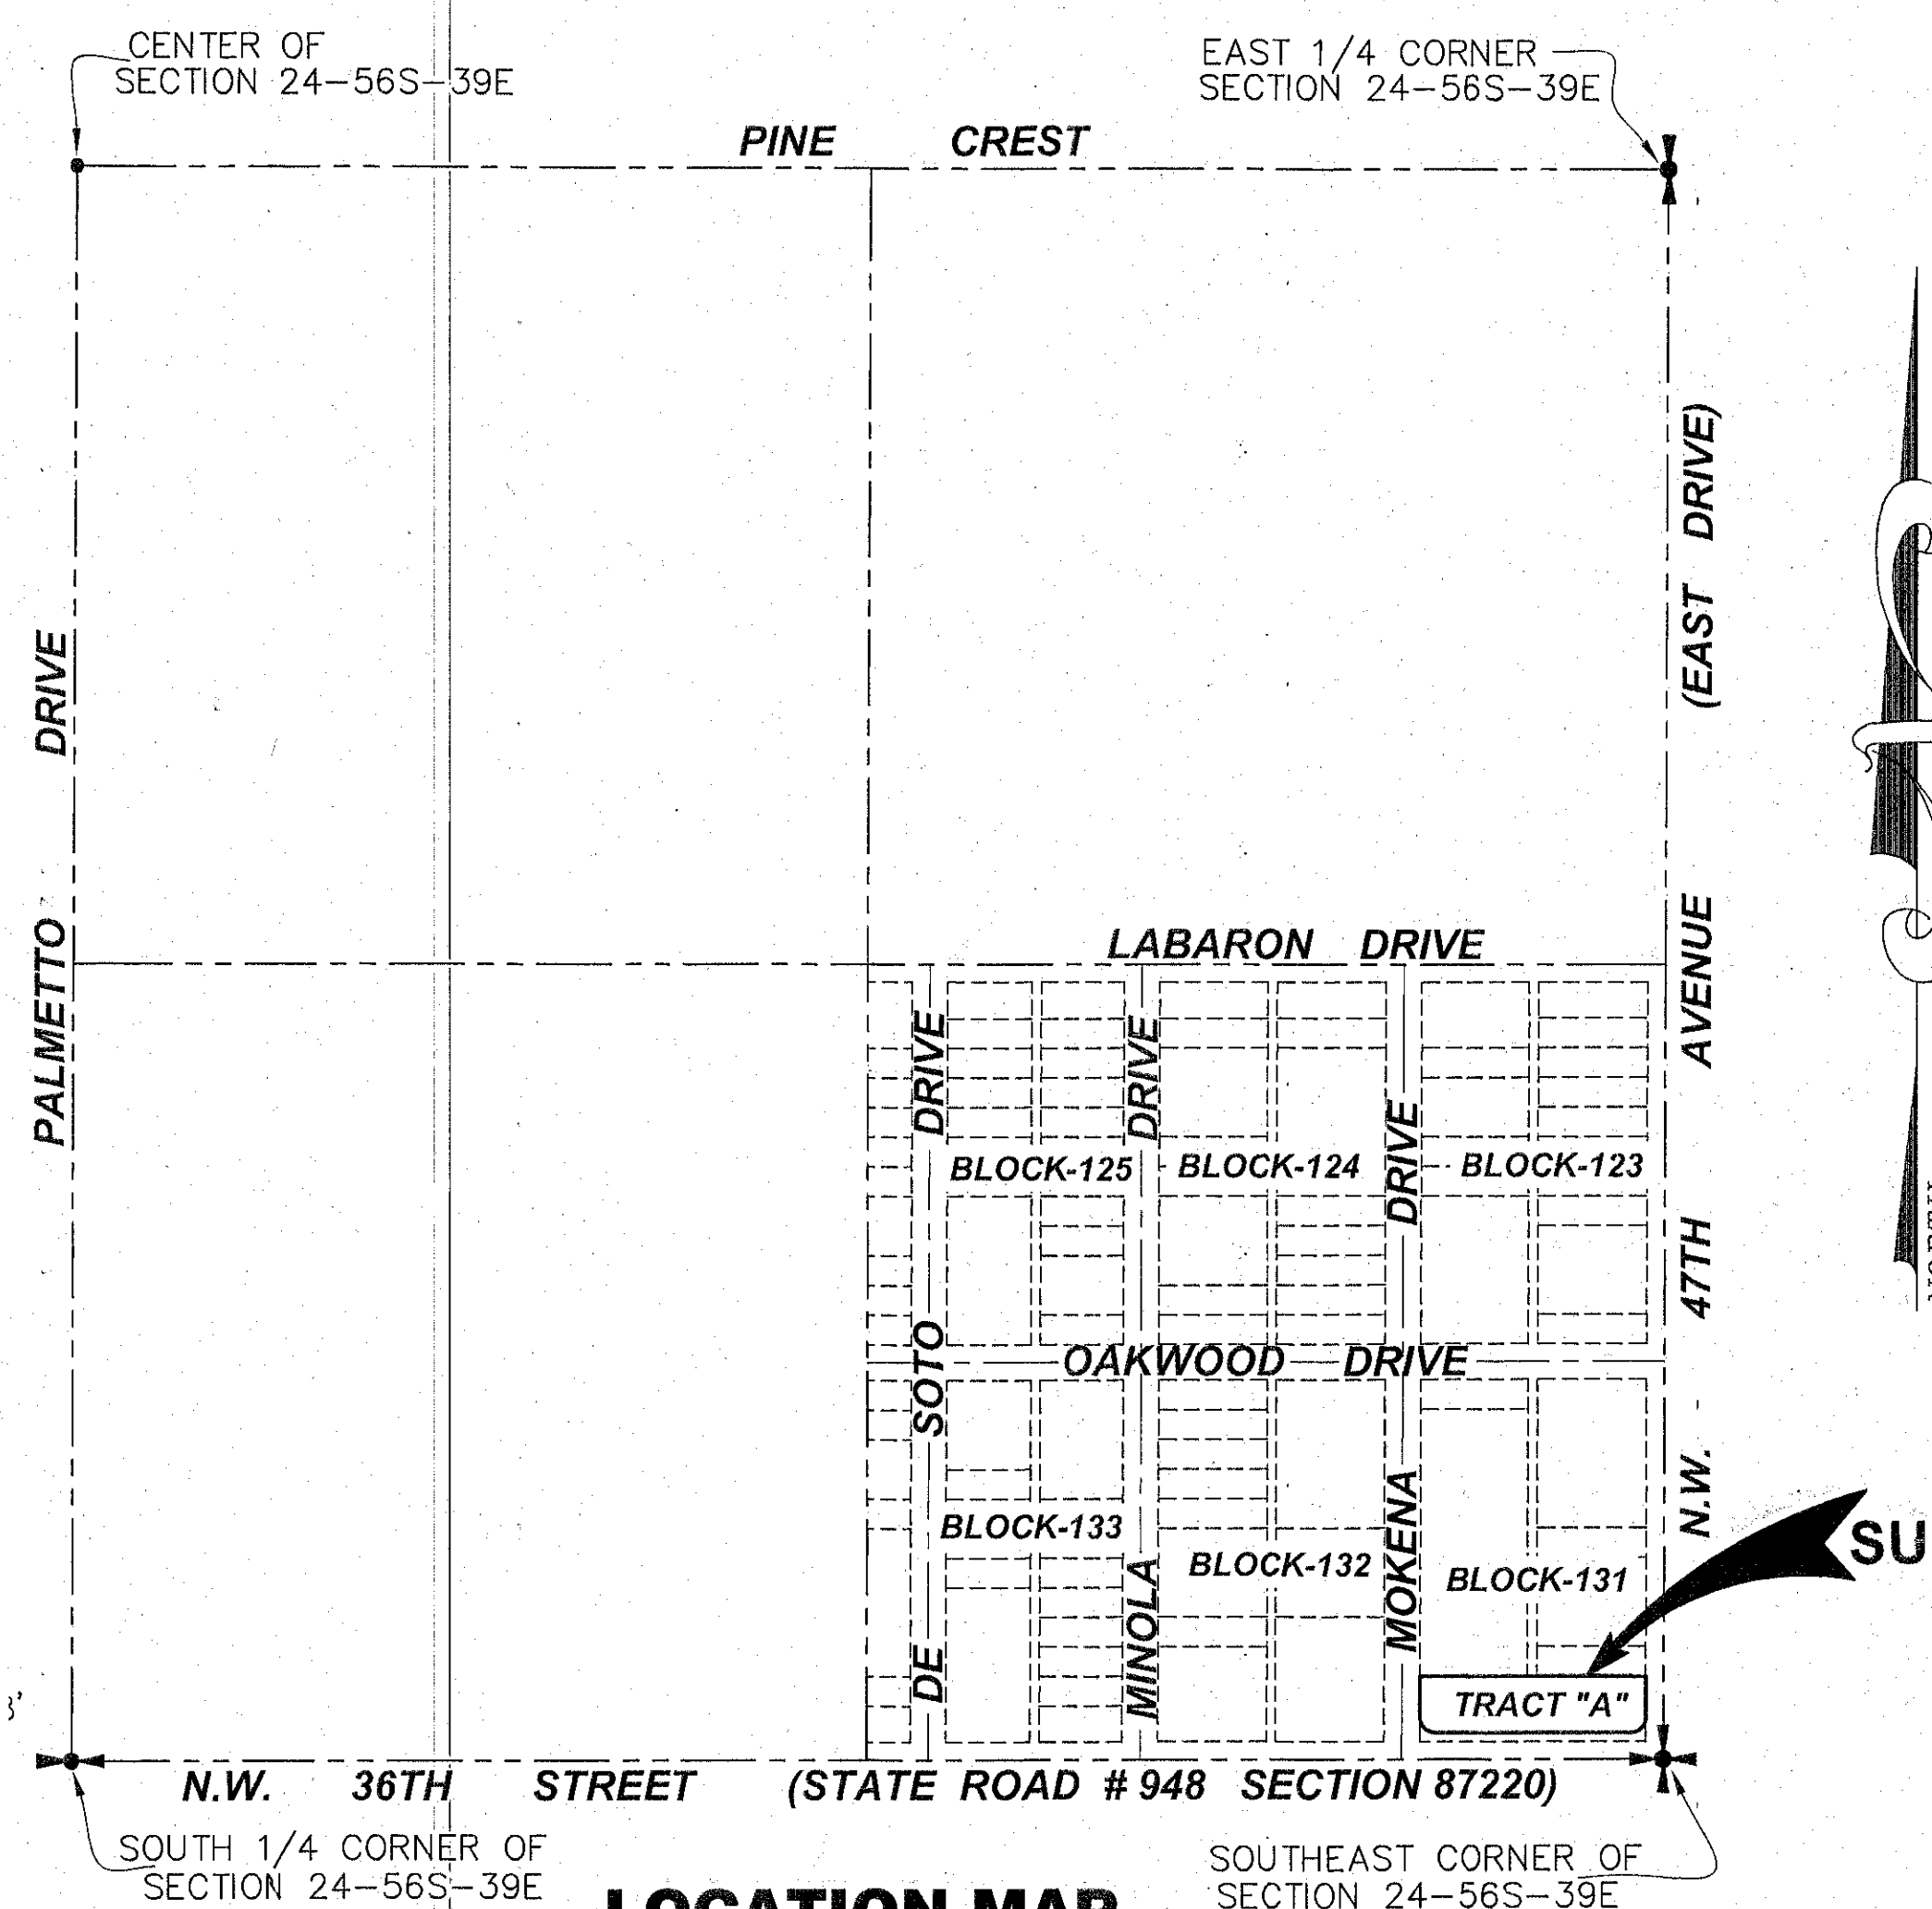 CENTER OF
SECTION 24-56S-39E
EAST 1/4 CORNER
SECTION 24-56S-39E
PINE CREST
PALMETTO DRIVE
N.W. 47TH AVENUE (EAST DRIVE)
LABARON DRIVE
DE SOTO DRIVE
MINOLA DRIVE
MOKENA DRIVE
BLOCK-125
BLOCK-124
BLOCK-123
OAKWOOD DRIVE
BLOCK-133
BLOCK-132
BLOCK-131
SU
TRACT "A"
3'
N.W. 36TH STREET (STATE ROAD # 948 SECTION 87220)
SOUTH 1/4 CORNER OF
SECTION 24-56S-39E
SOUTHEAST CORNER OF
SECTION 24-56S-39E
LOCATION MAP